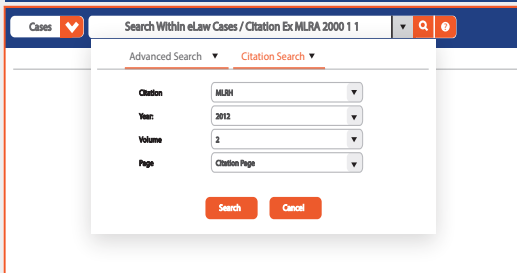 Cases Search Within eLaw Cases / Citation Ex MLRA 2000 1 1
Advanced Search Citation Search
Citation MLRH
Year: 2012
Volume 2
Page Citation Page
Search Cancel